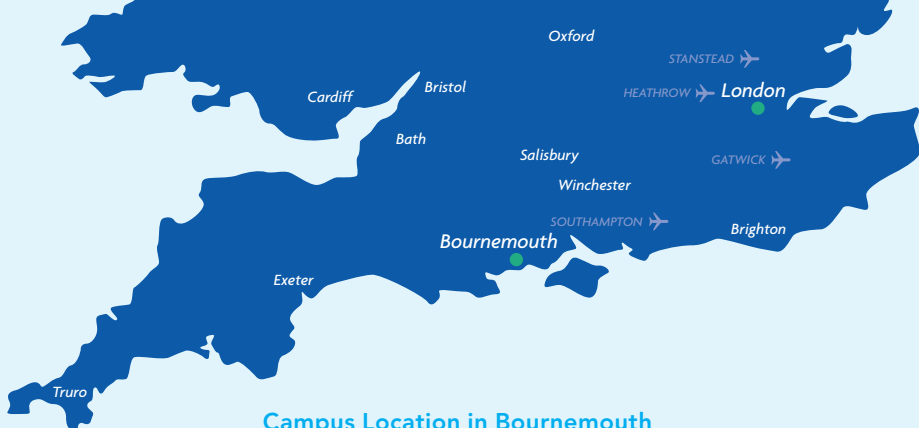 Oxford
STANSTEAD
HEATHROW
London
Cardiff
Bristol
Bath
Salisbury
GATWICK
Winchester
SOUTHAMPTON
Brighton
Bournemouth
Exeter
Truro
Campus Location in Bournemouth